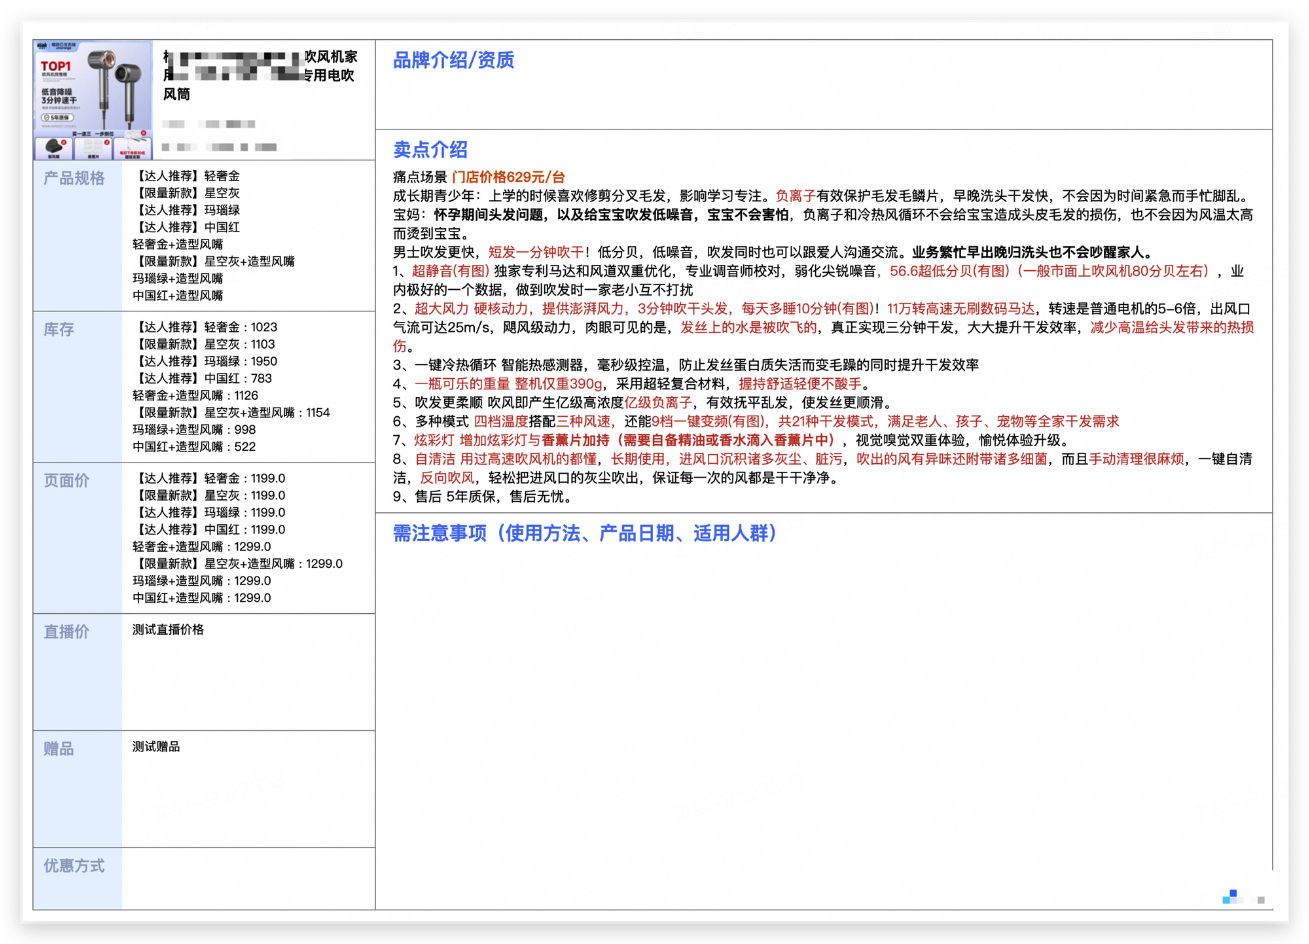 TOP1
低音降噪
3分钟速干
5年质保
吹风机家
专用电吹
风筒
产品规格
【达人推荐】轻奢金
【限量新款】星空灰
【达人推荐】玛瑙绿
【达人推荐】中国红
轻奢金+造型风嘴
【限量新款】星空灰+造型风嘴
玛瑙绿+造型风嘴
中国红+造型风嘴
库存
【达人推荐】轻奢金：1023
【限量新款】星空灰：1103
【达人推荐】玛瑙绿：1950
【达人推荐】中国红：783
轻奢金+造型风嘴：1126
【限量新款】星空灰+造型风嘴：1154
玛瑙绿+造型风嘴：998
中国红+造型风嘴：522
页面价
【达人推荐】轻奢金：1199.0
【限量新款】星空灰：1199.0
【达人推荐】玛瑙绿：1199.0
【达人推荐】中国红：1199.0
轻奢金+造型风嘴：1299.0
【限量新款】星空灰+造型风嘴：1299.0
玛瑙绿+造型风嘴：1299.0
中国红+造型风嘴：1299.0
直播价
测试直播价格
赠品
测试赠品
优惠方式
品牌介绍/资质
卖点介绍
痛点场景 门店价格629元/台
成长期青少年：上学的时候喜欢修剪分叉毛发，影响学习专注。负离子有效保护毛发毛鳞片，早晚洗头干发快，不会因为时间紧急而手忙脚乱。
宝妈：怀孕期间头发问题，以及给宝宝吹发低噪音，宝宝不会害怕，负离子和冷热风循环不会给宝宝造成头皮毛发的损伤，也不会因为风温太高
而烫到宝宝。
男士吹发更快，短发一分钟吹干！低分贝，低噪音，吹发同时也可以跟爱人沟通交流。业务繁忙早出晚归洗头也不会吵醒家人。
1、超静音(有图) 独家专利马达和风道双重优化，专业调音师校对，弱化尖锐噪音，56.6超低分贝(有图)（一般市面上吹风机80分贝左右），业
内极好的一个数据，做到吹发时一家老小互不打扰
2、超大风力 硬核动力，提供澎湃风力，3分钟吹干头发，每天多睡10分钟(有图)！11万转高速无刷数码马达，转速是普通电机的5-6倍，出风口
气流可达25m/s，飓风级动力，肉眼可见的是，发丝上的水是被吹飞的，真正实现三分钟干发，大大提升干发效率，减少高温给头发带来的热损
伤。
3、一键冷热循环 智能热感测器，毫秒级控温，防止发丝蛋白质失活而变毛躁的同时提升干发效率
4、一瓶可乐的重量 整机仅重390g，采用超轻复合材料，握持舒适轻便不酸手。
5、吹发更柔顺 吹风即产生亿级高浓度亿级负离子，有效抚平乱发，使发丝更顺滑。
6、多种模式 四档温度搭配三种风速，还能9档一键变频(有图)，共21种干发模式，满足老人、孩子、宠物等全家干发需求
7、炫彩灯 增加炫彩灯与香薰片加持（需要自备精油或香水滴入香薰片中），视觉嗅觉双重体验，愉悦体验升级。
8、自清洁 用过高速吹风机的都懂，长期使用，进风口沉积诸多灰尘、脏污，吹出的风有异味还附带诸多细菌，而且手动清理很麻烦，一键自清
洁，反向吹风，轻松把进风口的灰尘吹出，保证每一次的风都是干干净净。
9、售后 5年质保，售后无忧。
需注意事项（使用方法、产品日期、适用人群）